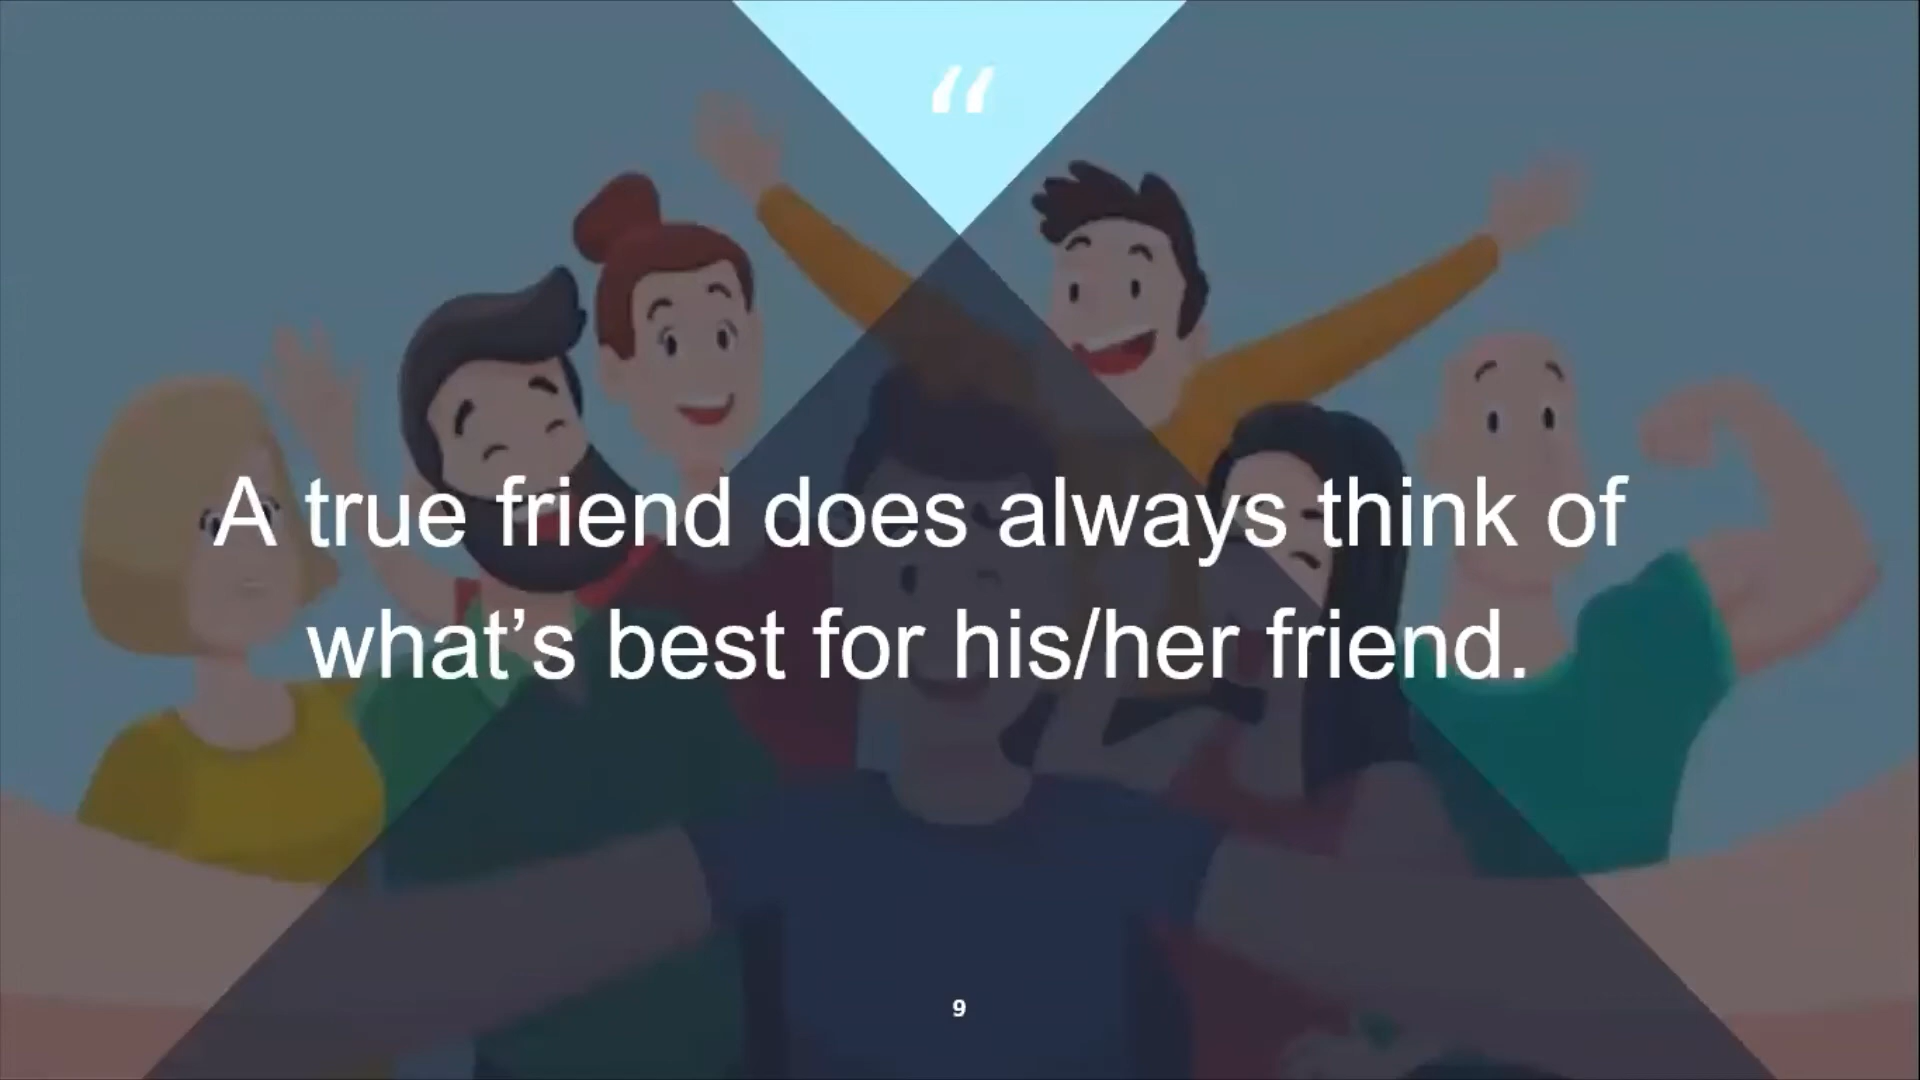 “
A true friend does always think of
what’s best for his/her friend.
9